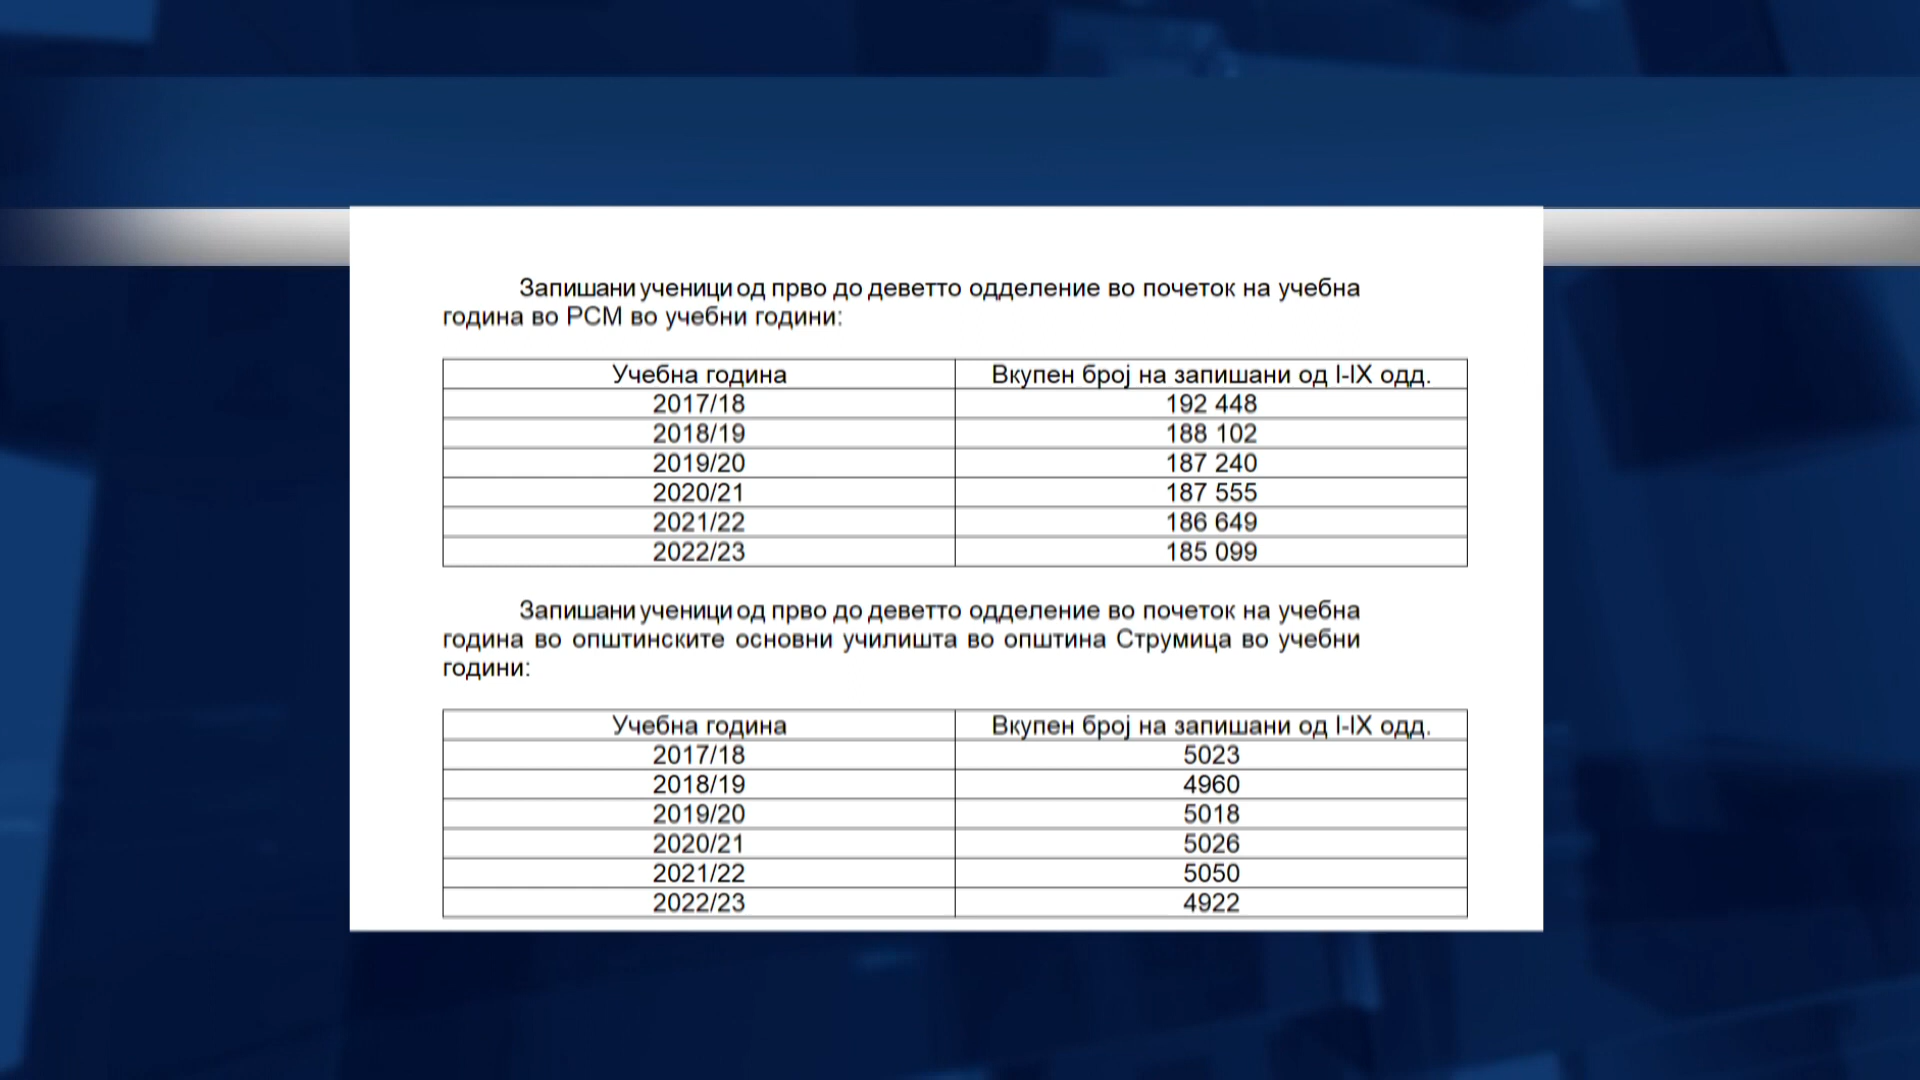 Запишани ученици од прво до деветто одделение во почеток на учебна
година во РСМ во учебни години:
Учебна година Вкупен број на запишани од I-IX одд.
2017/18 192 448
2018/19 188 102
2019/20 187 240
2020/21 187 555
2021/22 186 649
2022/23 185 099
Запишани ученици од прво до деветто одделение во почеток на учебна
година во општинските основни училишта во општина Струмица во учебни
години:
Учебна година Вкупен број на запишани од I-IX одд.
2017/18 5023
2018/19 4960
2019/20 5018
2020/21 5026
2021/22 5050
2022/23 4922